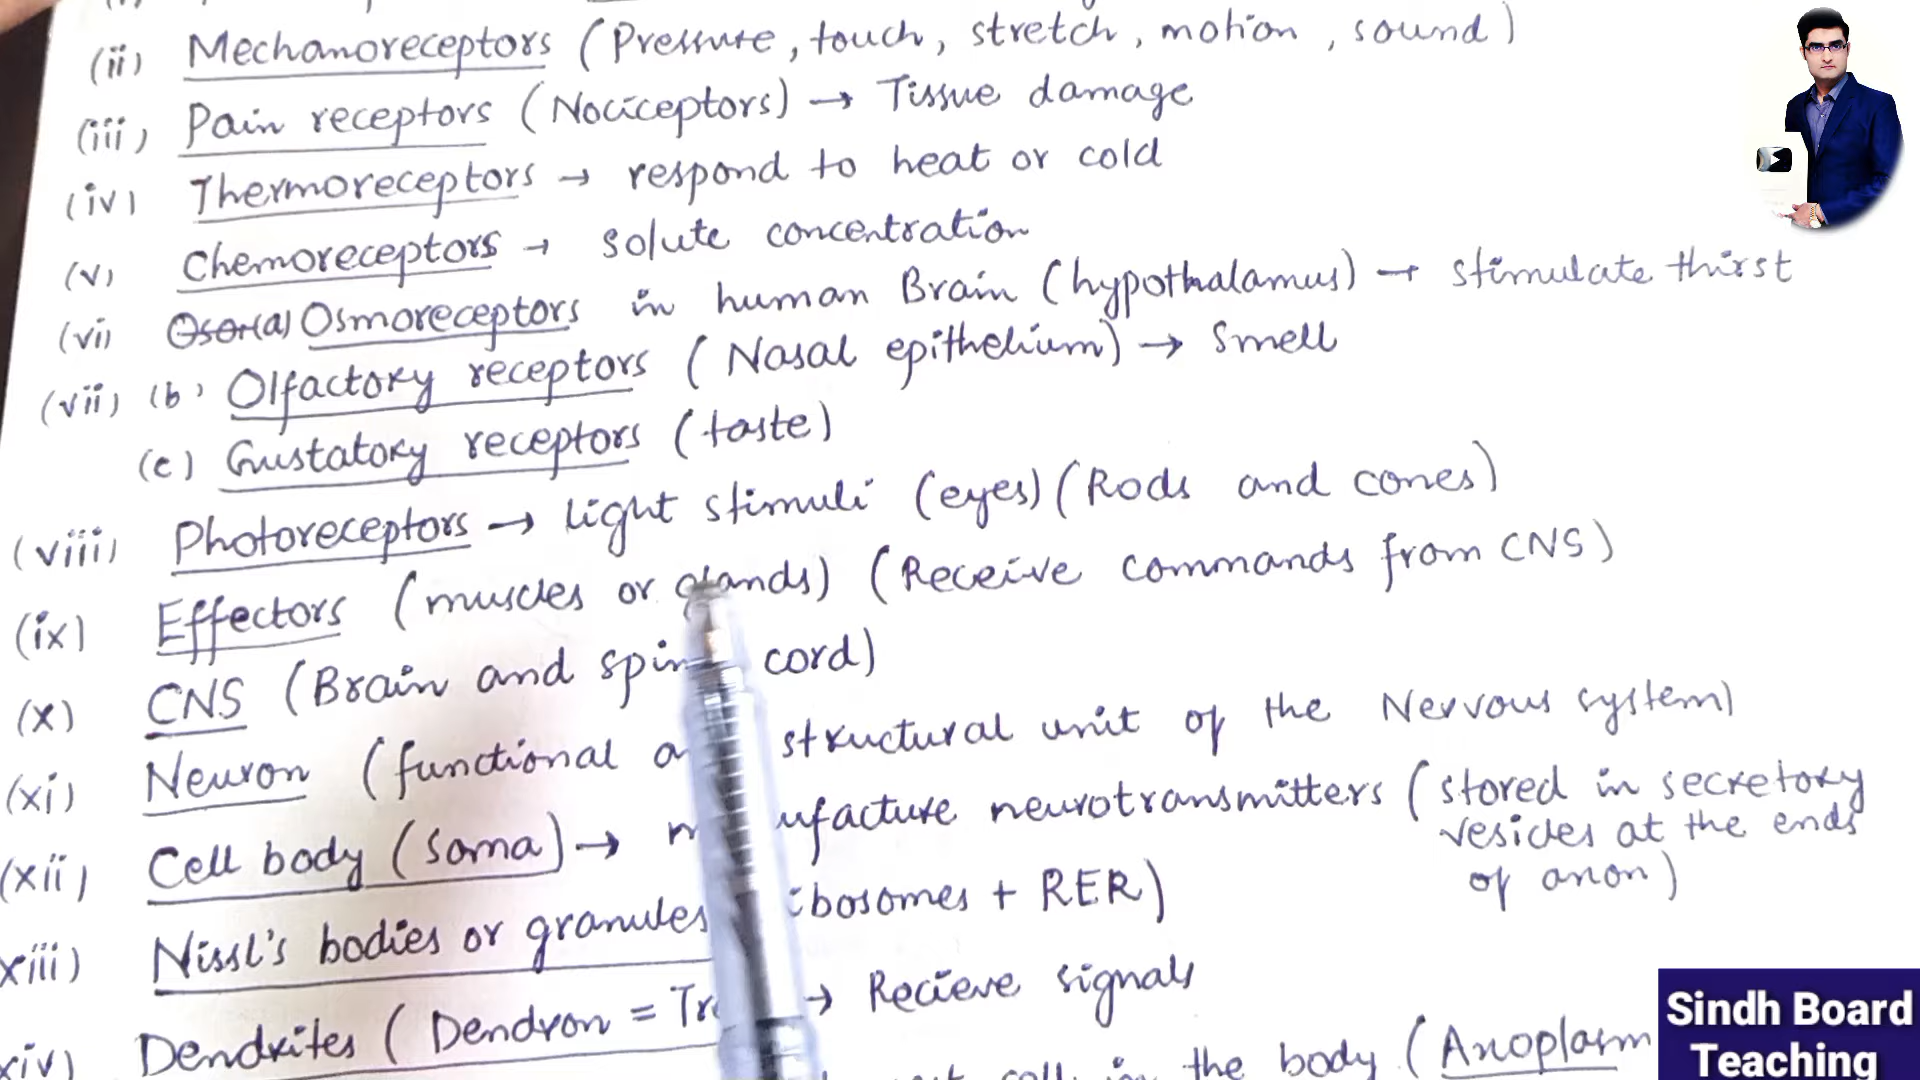 (ii) Mechanoreceptors (Pressure, touch, stretch, motion, sound)
(iii) Pain receptors (Nociceptors) → Tissue damage
(iv) Thermoreceptors → respond to heat or cold
(v) Chemoreceptors → solute concentration
(vi) (a) Osmoreceptors in human Brain (hypothalamus) → stimulate thirst
(vii) (b) Olfactory receptors (Nasal epithelium) → Smell
(c) Gustatory receptors (taste)
(viii) Photoreceptors → light stimuli (eyes) (Rods and cones)
(ix) Effectors (muscles or glands) (Receive commands from CNS)
(x) CNS (Brain and cord)
(xi) Neuron (functional structural unit of the Nervous system)
(xii) Cell body (Soma) → neurotransmitters (stored in secretory
vesicles at the ends
of axon)
xiii) Nissl's bodies or granules + RER)
xiv) Dendrites (Dendron = → Recieve signals
cell in the body (Axoplasm
Sindh Board
Teaching